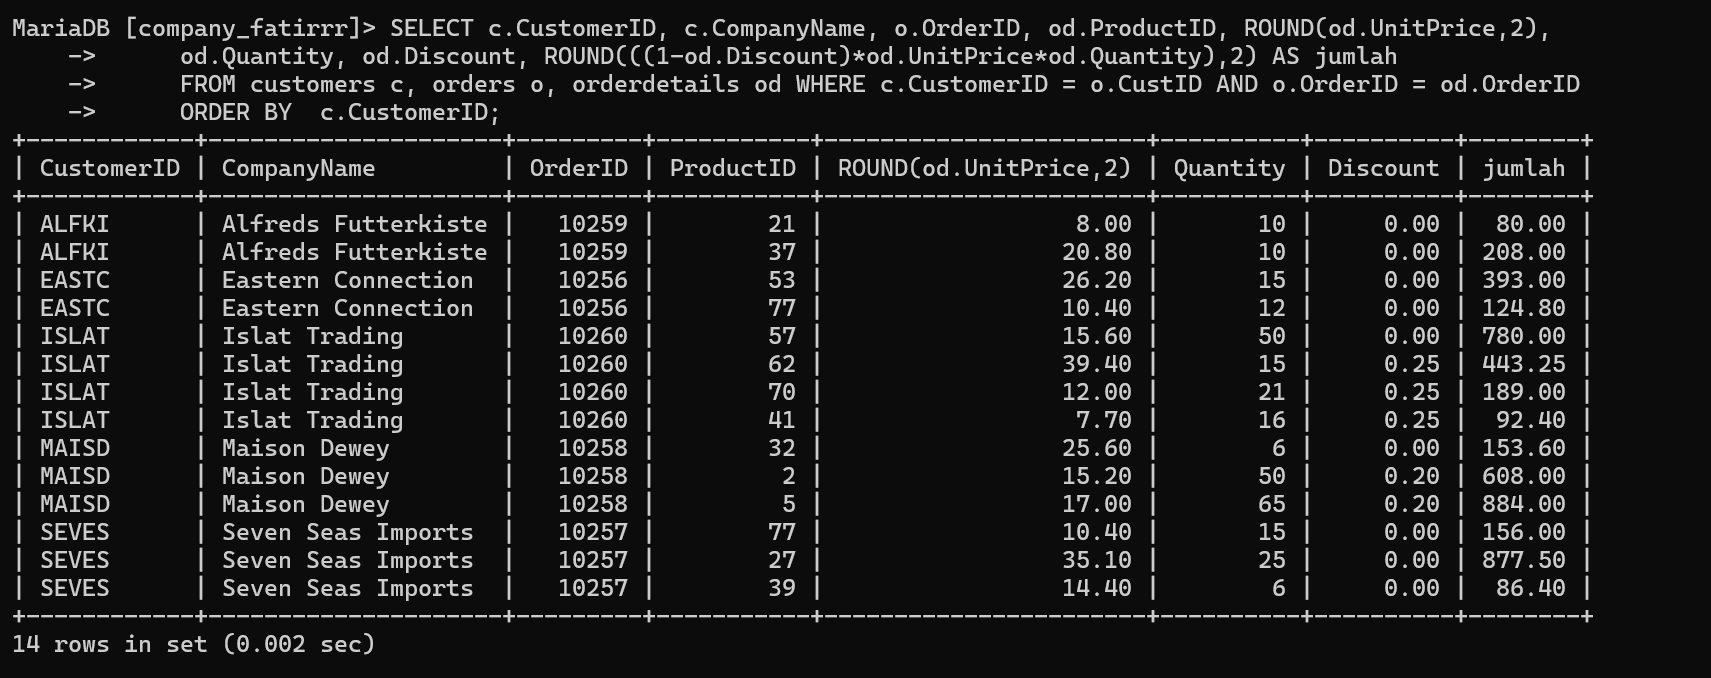 MariaDB [company_fatirrr]> SELECT c.CustomerID, c.CompanyName, o.OrderID, od.ProductID, ROUND(od.UnitPrice,2),
    ->      od.Quantity, od.Discount, ROUND(((1-od.Discount)*od.UnitPrice*od.Quantity),2) AS jumlah
    ->      FROM customers c, orders o, orderdetails od WHERE c.CustomerID = o.CustID AND o.OrderID = od.OrderID
    ->      ORDER BY  c.CustomerID;
+------------+---------------------+---------+-----------+-----------------------+----------+----------+--------+
| CustomerID | CompanyName         | OrderID | ProductID | ROUND(od.UnitPrice,2) | Quantity | Discount | jumlah |
+------------+---------------------+---------+-----------+-----------------------+----------+----------+--------+
| ALFKI      | Alfreds Futterkiste |   10259 |        21 |                  8.00 |       10 |     0.00 |  80.00 |
| ALFKI      | Alfreds Futterkiste |   10259 |        37 |                 20.80 |       10 |     0.00 | 208.00 |
| EASTC      | Eastern Connection  |   10256 |        53 |                 26.20 |       15 |     0.00 | 393.00 |
| EASTC      | Eastern Connection  |   10256 |        77 |                 10.40 |       12 |     0.00 | 124.80 |
| ISLAT      | Islat Trading       |   10260 |        57 |                 15.60 |       50 |     0.00 | 780.00 |
| ISLAT      | Islat Trading       |   10260 |        62 |                 39.40 |       15 |     0.25 | 443.25 |
| ISLAT      | Islat Trading       |   10260 |        70 |                 12.00 |       21 |     0.25 | 189.00 |
| ISLAT      | Islat Trading       |   10260 |        41 |                  7.70 |       16 |     0.25 |  92.40 |
| MAISD      | Maison Dewey        |   10258 |        32 |                 25.60 |        6 |     0.00 | 153.60 |
| MAISD      | Maison Dewey        |   10258 |         2 |                 15.20 |       50 |     0.20 | 608.00 |
| MAISD      | Maison Dewey        |   10258 |         5 |                 17.00 |       65 |     0.20 | 884.00 |
| SEVES      | Seven Seas Imports  |   10257 |        77 |                 10.40 |       15 |     0.00 | 156.00 |
| SEVES      | Seven Seas Imports  |   10257 |        27 |                 35.10 |       25 |     0.00 | 877.50 |
| SEVES      | Seven Seas Imports  |   10257 |        39 |                 14.40 |        6 |     0.00 |  86.40 |
+------------+---------------------+---------+-----------+-----------------------+----------+----------+--------+
14 rows in set (0.002 sec)